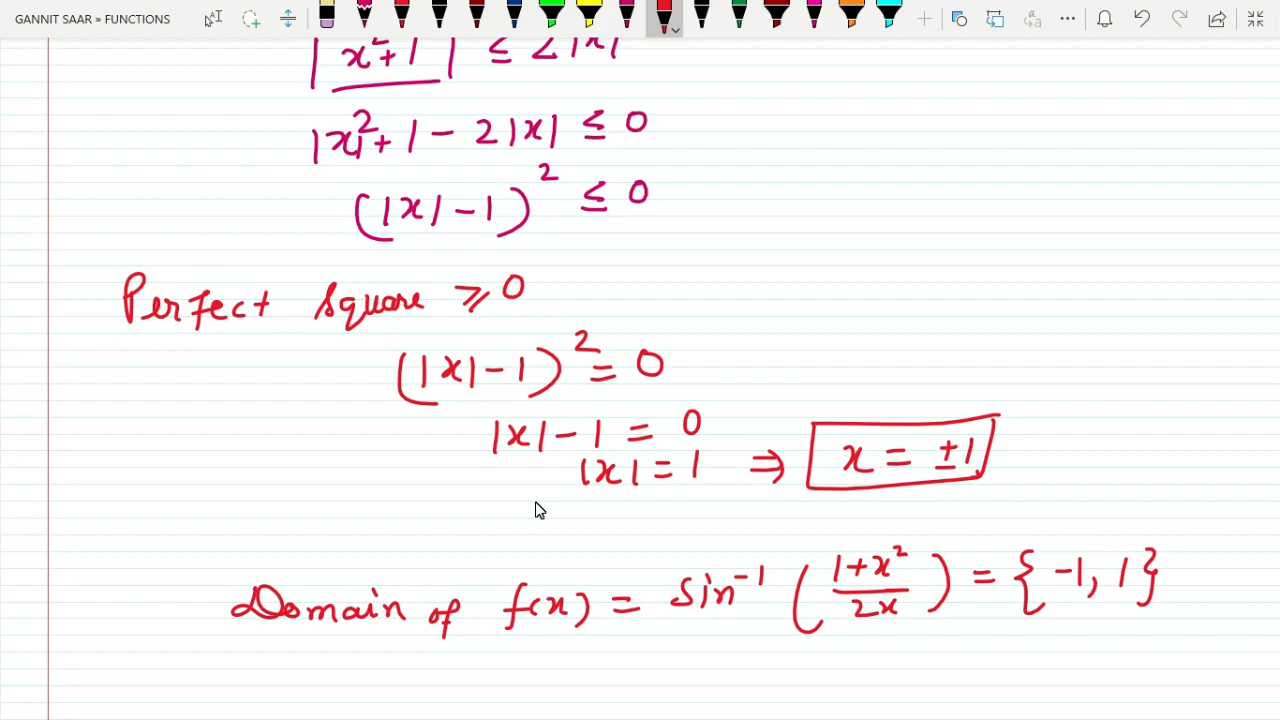 GANNIT SAAR » FUNCTIONS
| x²+1 | ≤ 2|x|
|x|²+1-2|x| ≤ 0
(|x|-1)² ≤ 0
Perfect square ≥ 0
(|x|-1)² = 0
|x|-1 = 0
|x| = 1 ⇒ x = ±1
Domain of f(x) = sin⁻¹ (1+x²/2x) = {-1, 1}